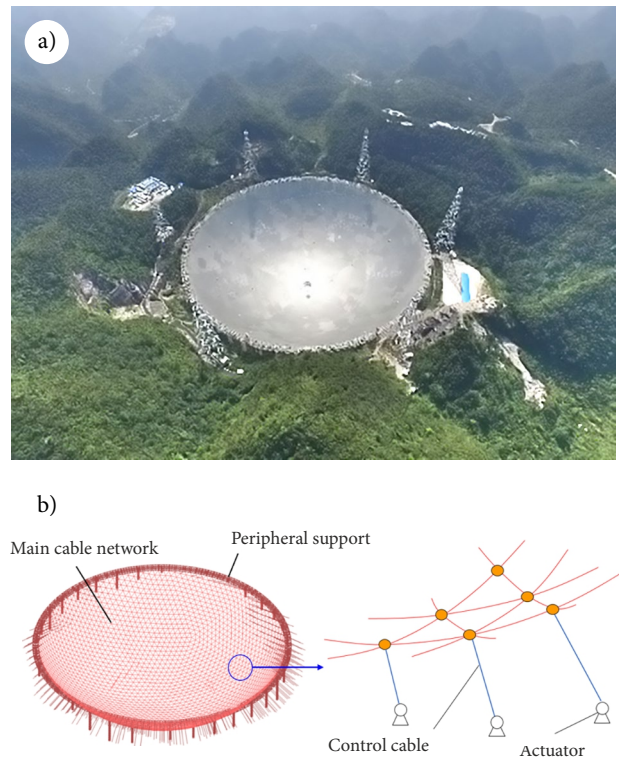 a)
b)
Main cable network
Peripheral support
Control cable
Actuator